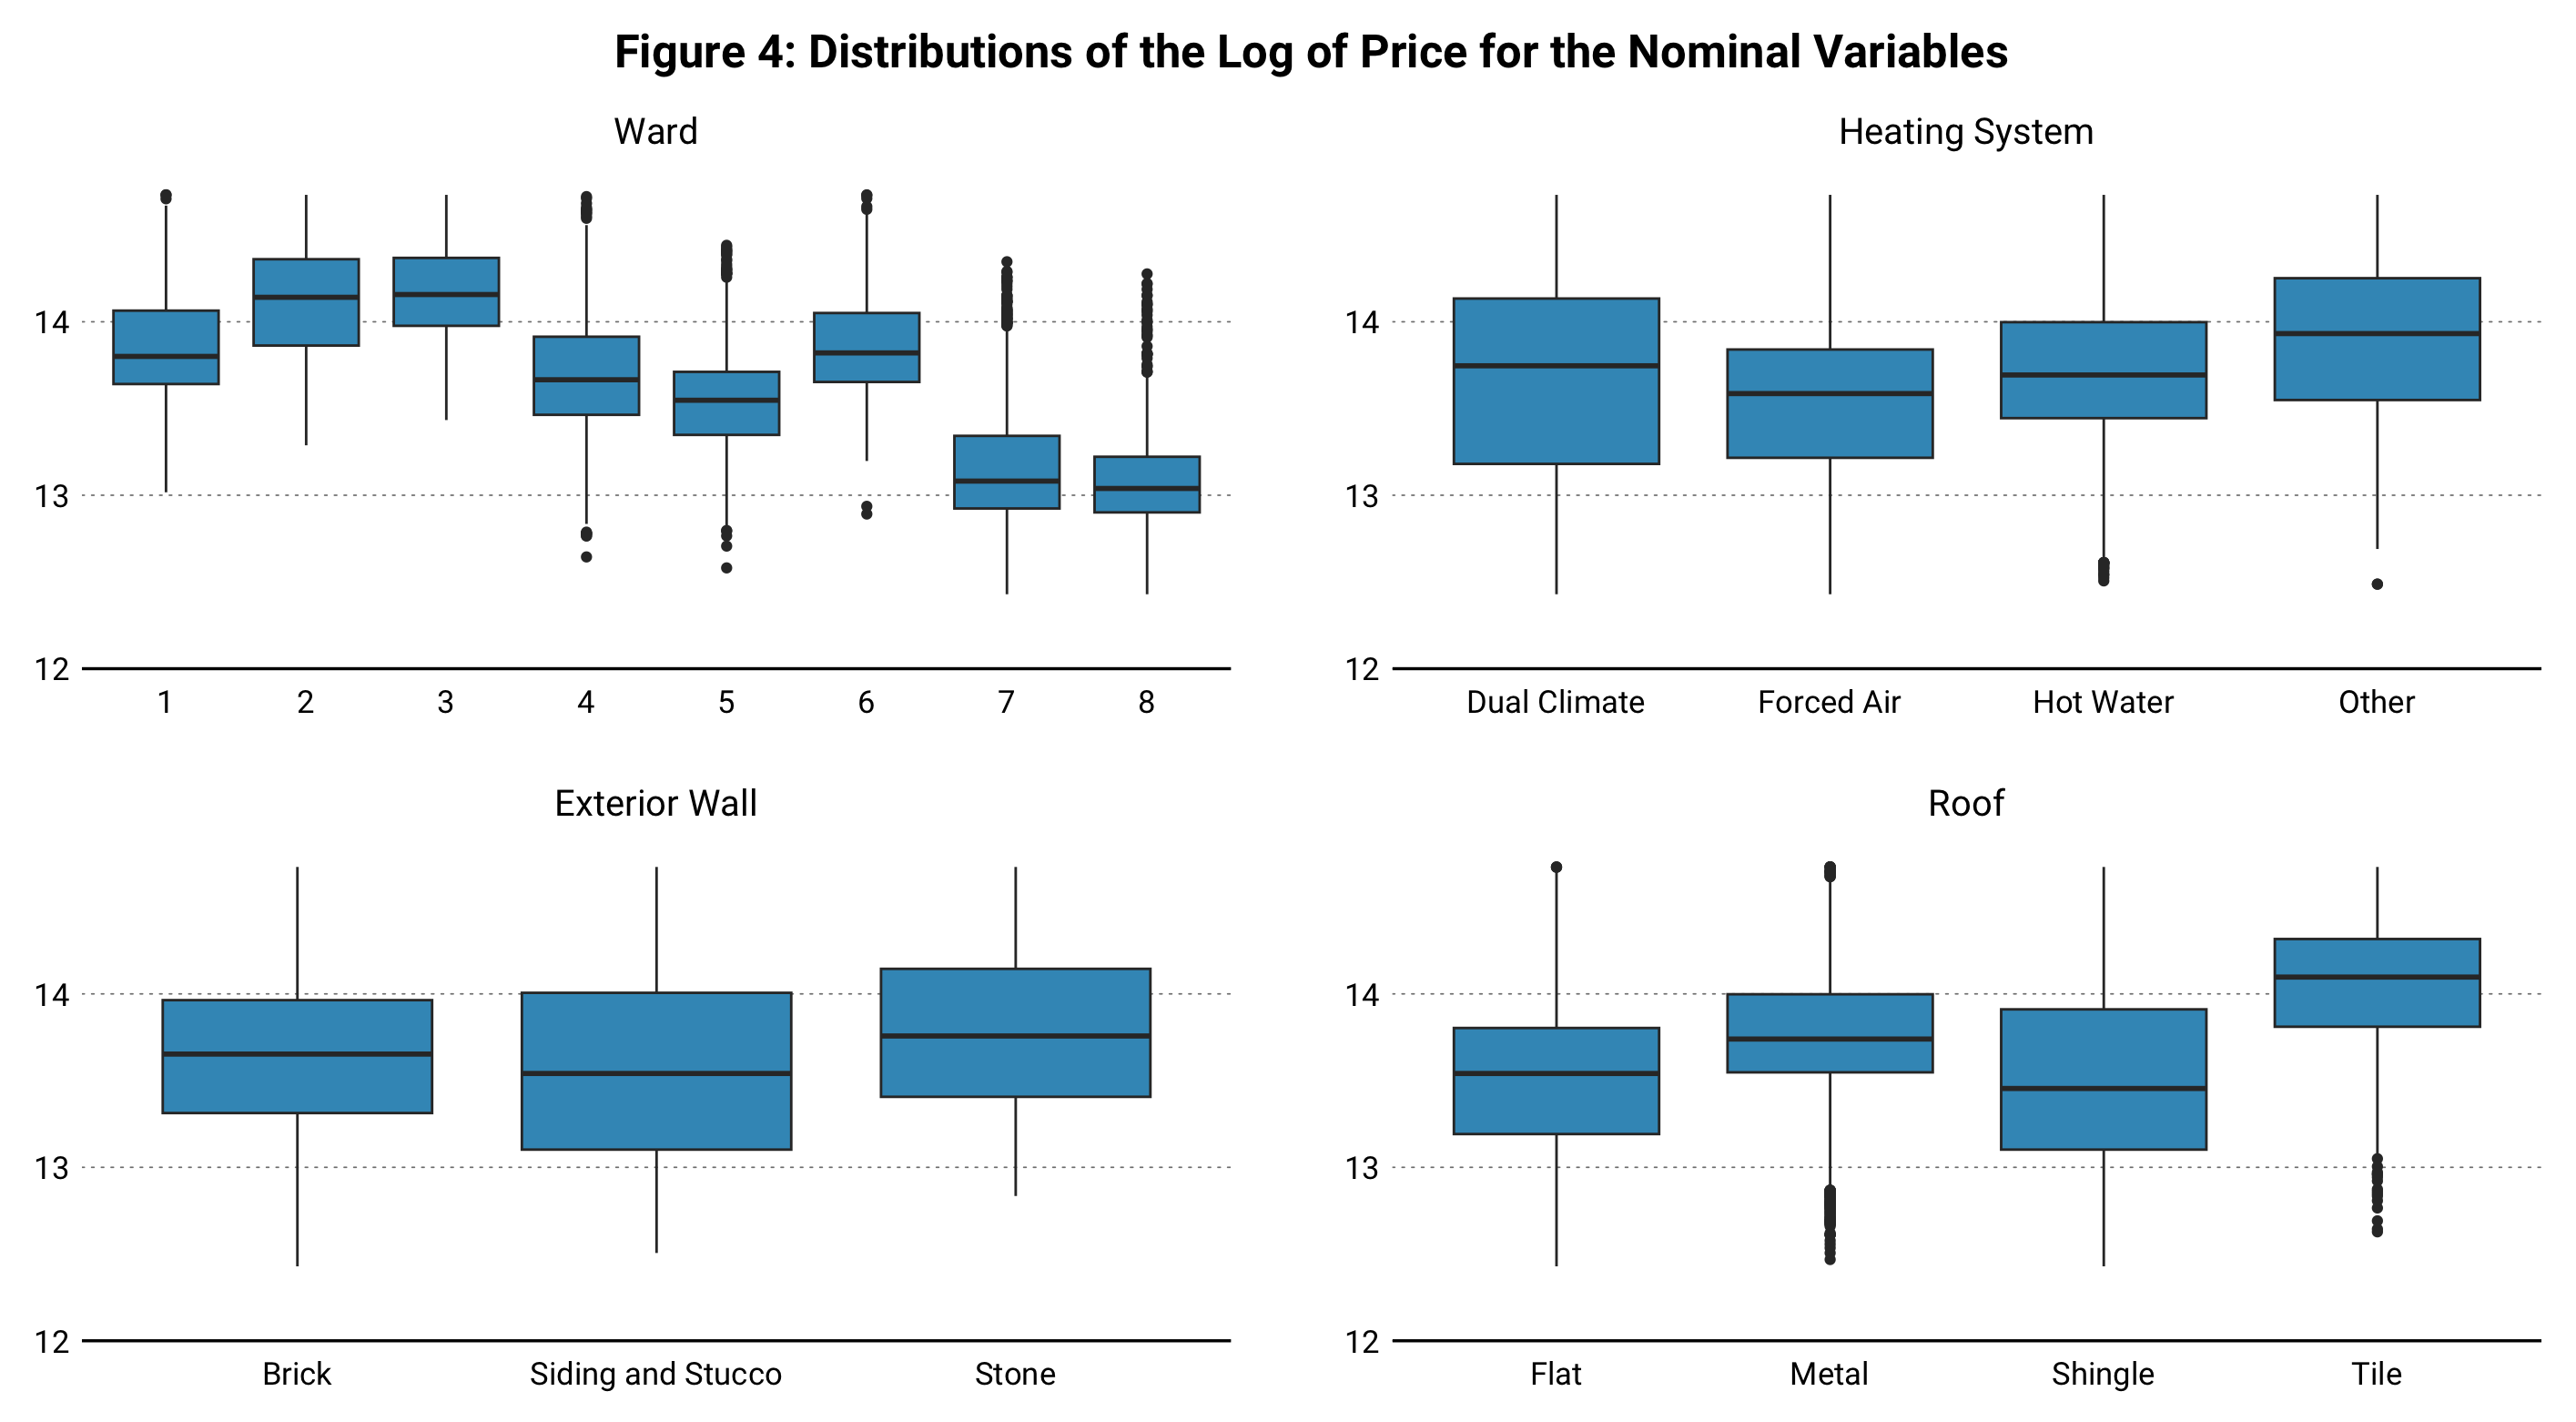 Figure 4: Distributions of the Log of Price for the Nominal Variables
Ward
14
13
12
1 2 3 4 5 6 7 8
Heating System
14
13
12
Dual Climate Forced Air Hot Water Other
Exterior Wall
14
13
12
Brick Siding and Stucco Stone
Roof
14
13
12
Flat Metal Shingle Tile